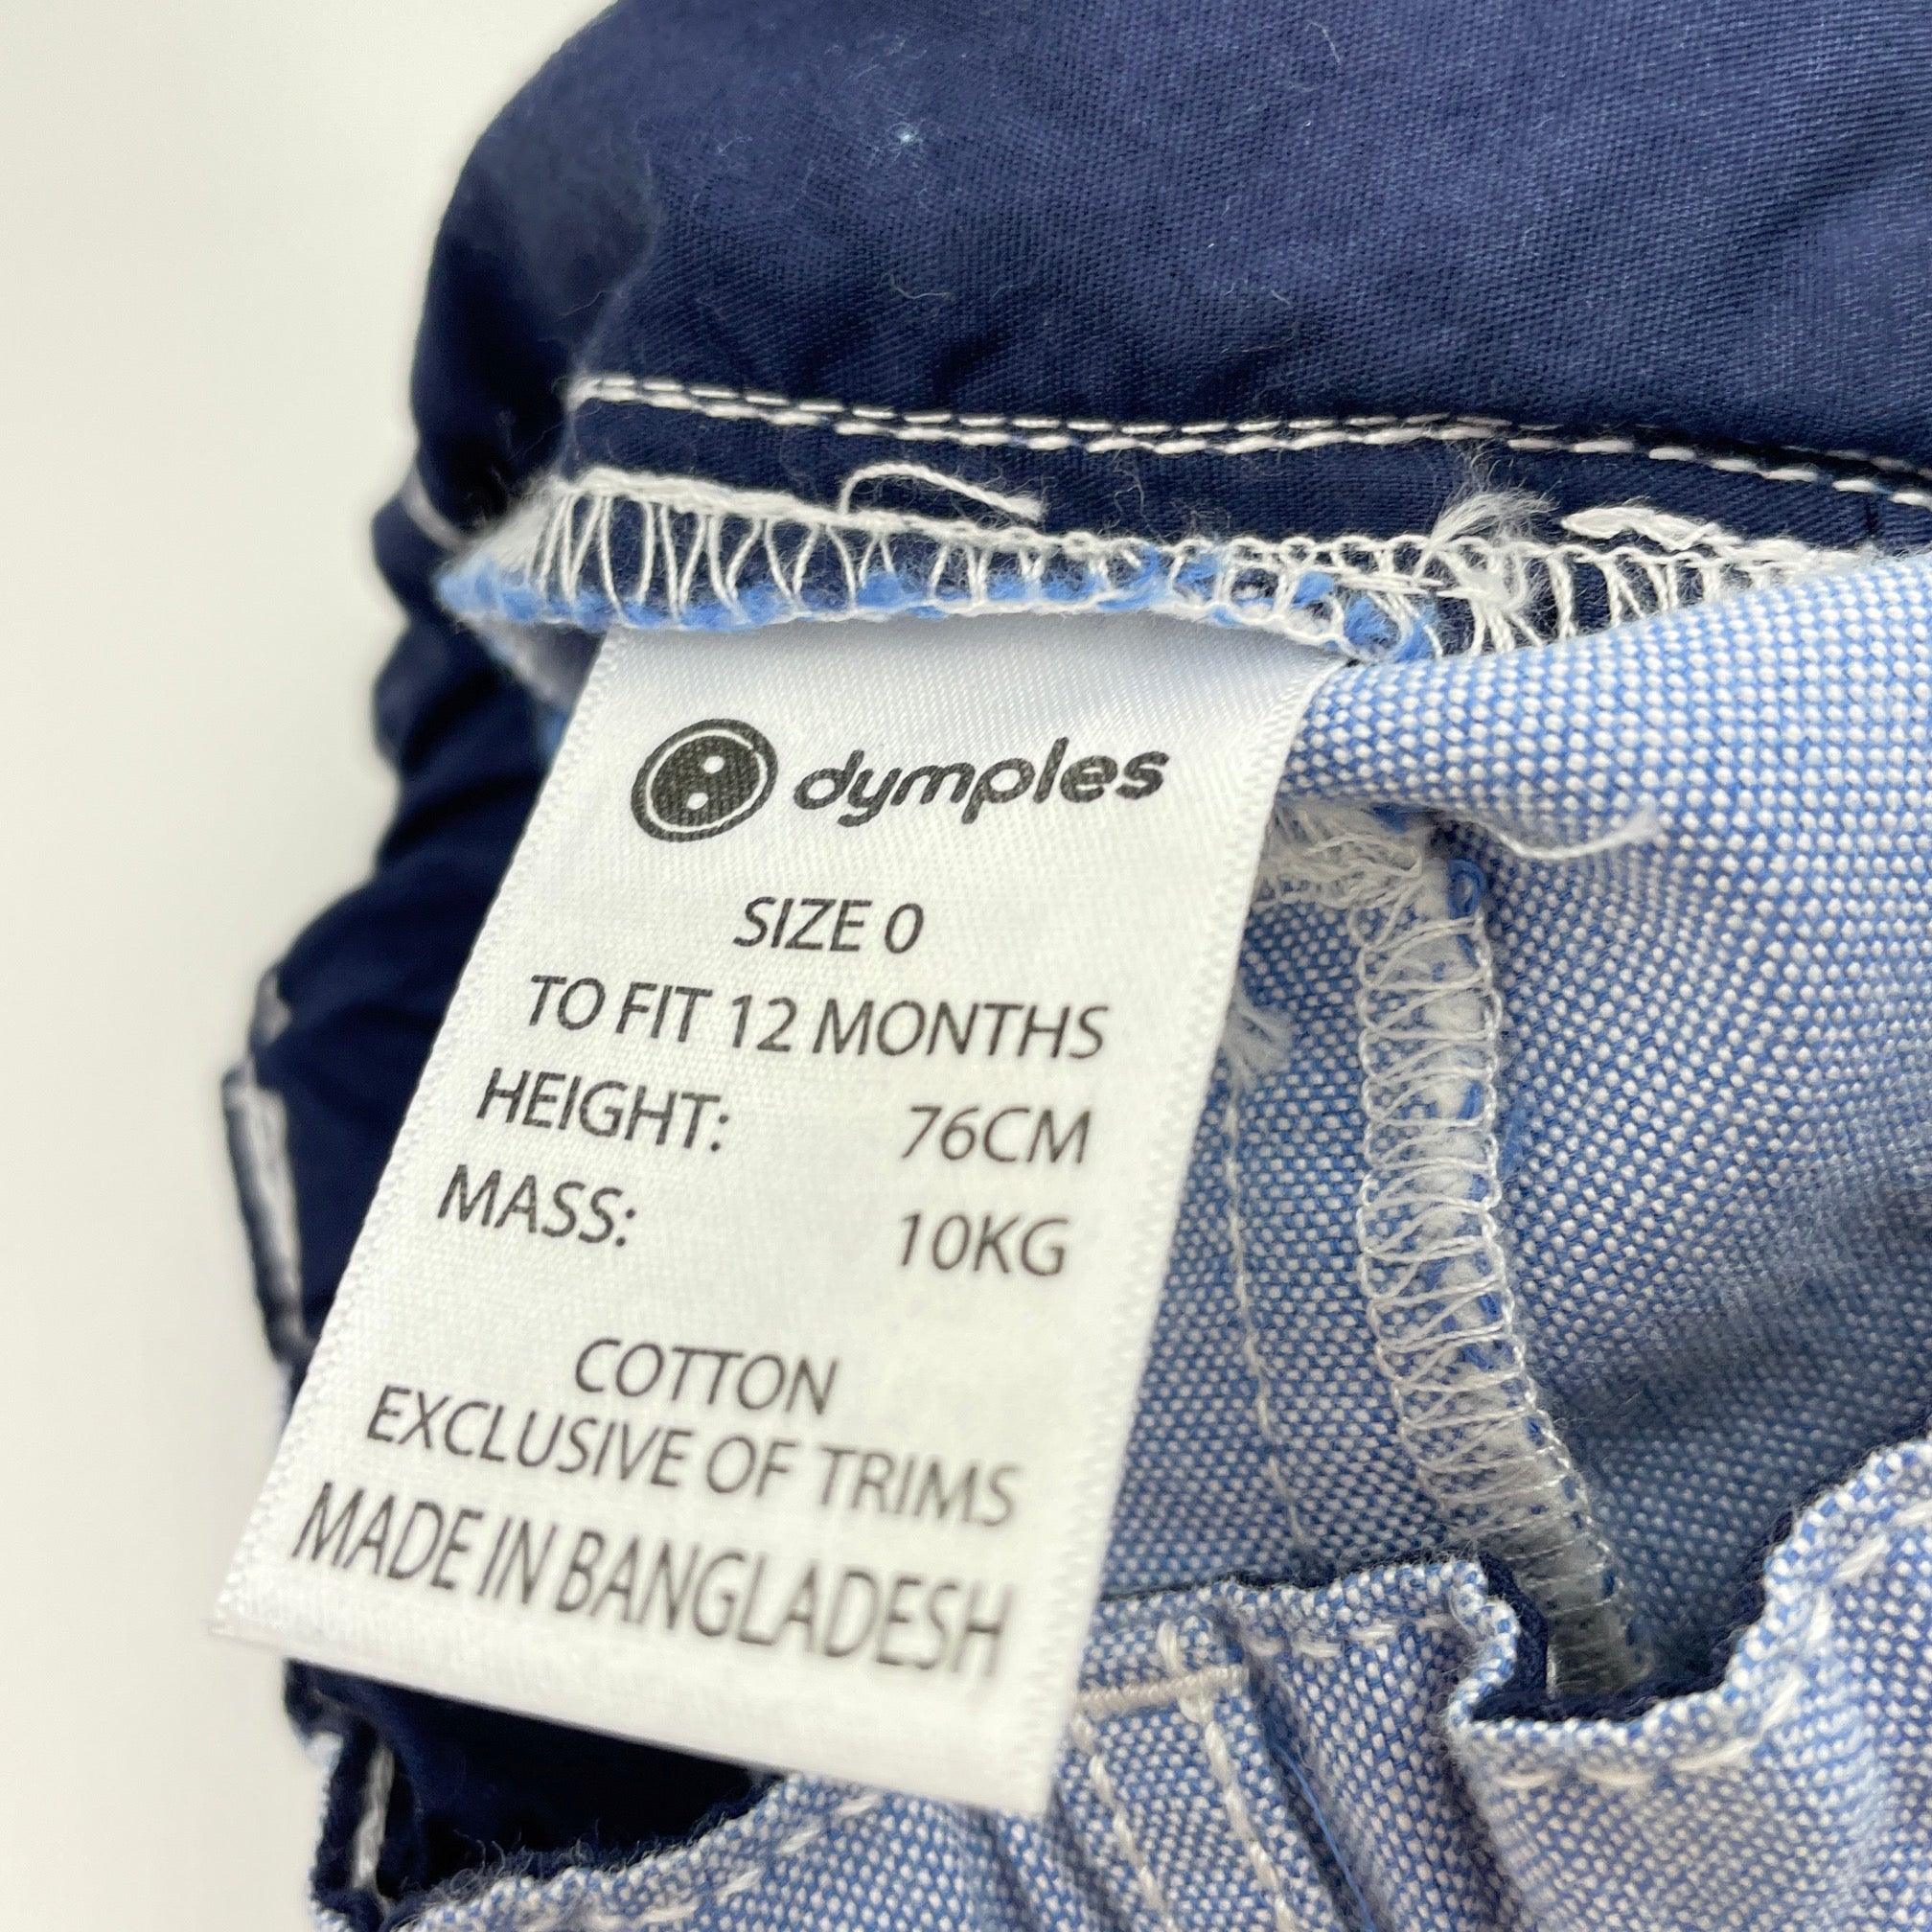 dymples
SIZE 0
TO FIT 12 MONTHS
HEIGHT: 76CM
MASS: 10KG
COTTON
EXCLUSIVE OF TRIMS
MADE IN BANGLADESH